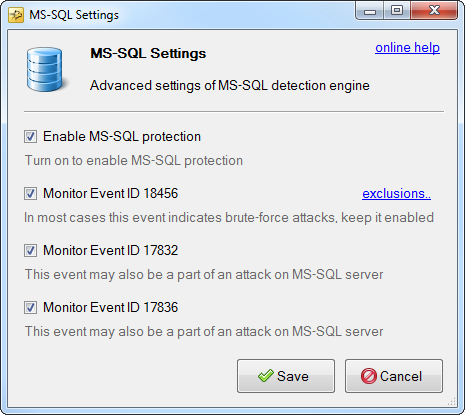 MS-SQL Settings
MS-SQL Settings
online help
Advanced settings of MS-SQL detection engine
Enable MS-SQL protection
Turn on to enable MS-SQL protection
Monitor Event ID 18456
exclusions..
In most cases this event indicates brute-force attacks, keep it enabled
Monitor Event ID 17832
This event may also be a part of an attack on MS-SQL server
Monitor Event ID 17836
This event may also be a part of an attack on MS-SQL server
Save
Cancel